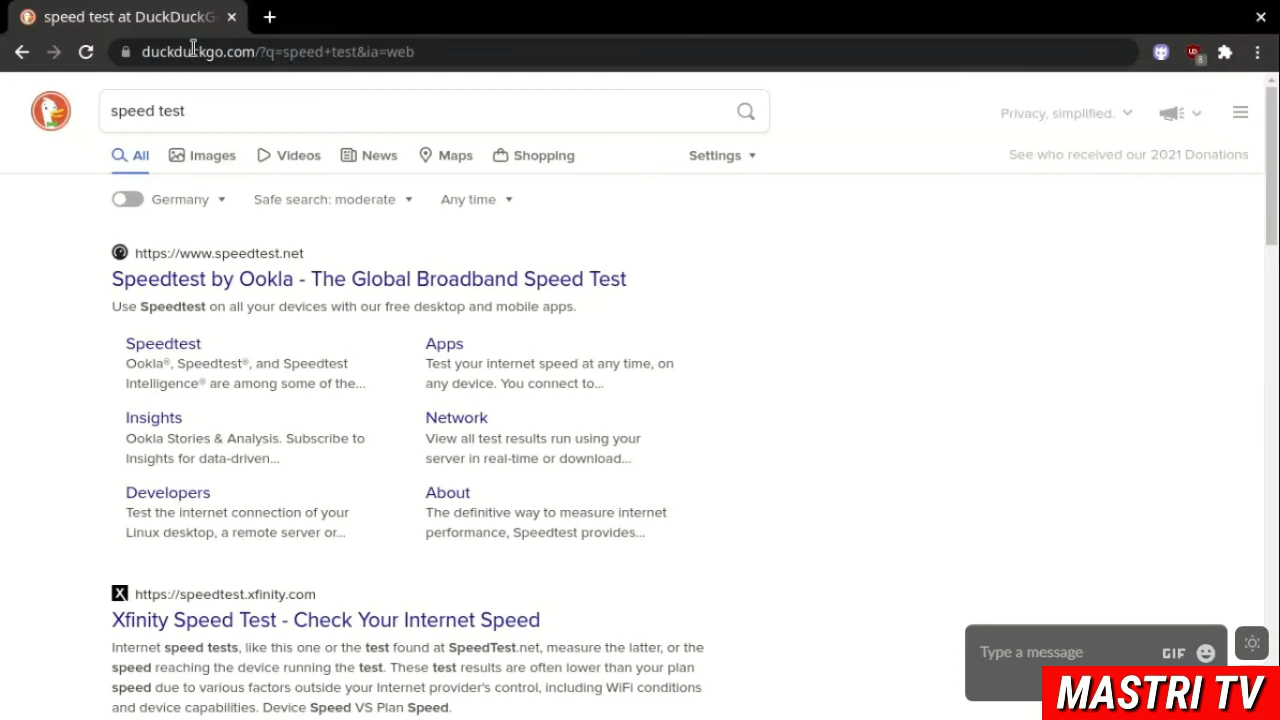 speed test at DuckDuckG
duckduckgo.com/?q=speed+test&ia=web
8
speed test
Privacy, simplified.
All
Images
Videos
News
Maps
Shopping
Settings
See who received our 2021 Donations
Germany
Safe search: moderate
Any time
https://www.speedtest.net
Speedtest by Ookla - The Global Broadband Speed Test
Use Speedtest on all your devices with our free desktop and mobile apps.
Speedtest
Ookla®, Speedtest®, and Speedtest
Intelligence® are among some of the...
Apps
Test your internet speed at any time, on
any device. You connect to...
Insights
Ookla Stories & Analysis. Subscribe to
Insights for data-driven...
Network
View all test results run using your
server in real-time or download...
Developers
Test the internet connection of your
Linux desktop, a remote server or...
About
The definitive way to measure internet
performance, Speedtest provides...
X
https://speedtest.xfinity.com
Xfinity Speed Test - Check Your Internet Speed
Internet speed tests, like this one or the test found at SpeedTest.net, measure the latter, or the
speed reaching the device running the test. These test results are often lower than your plan
speed due to various factors outside your Internet provider's control, including WiFi conditions
and device capabilities. Device Speed VS Plan Speed.
Type a message
GIF
MASTRI TV